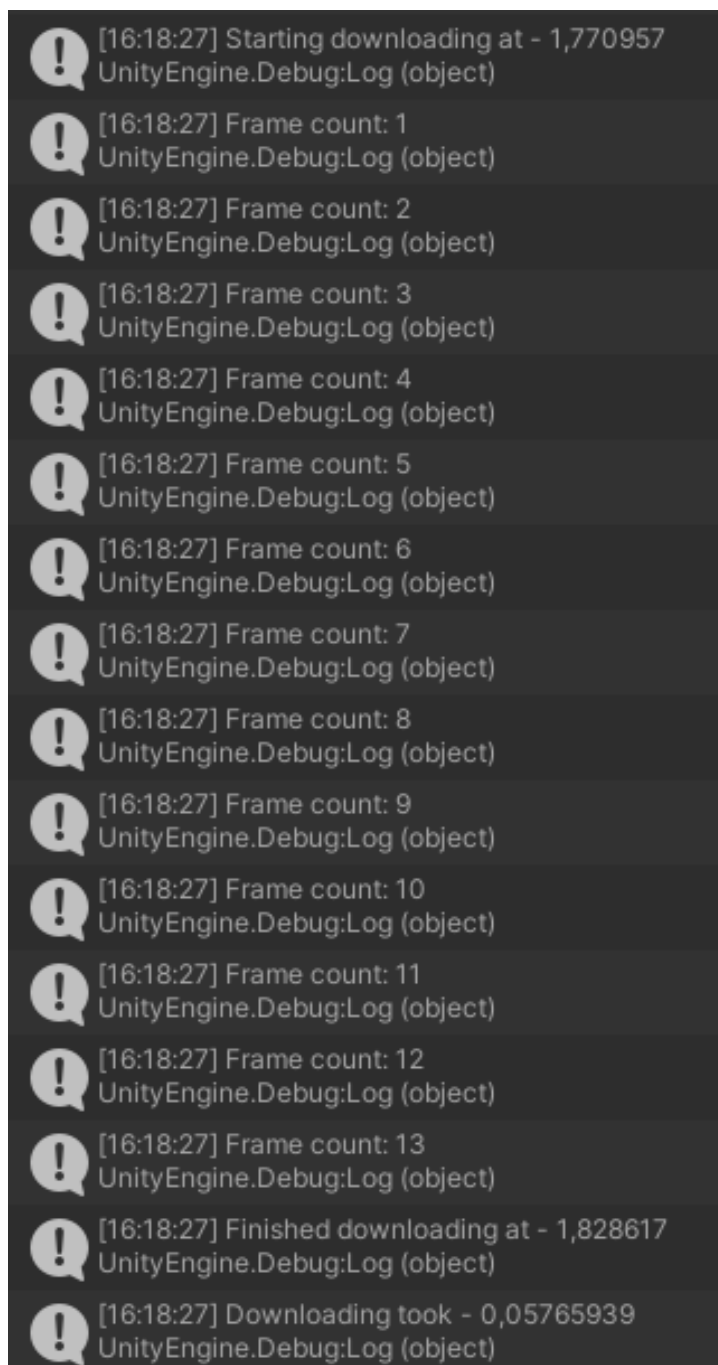 [16:18:27] Starting downloading at - 1,770957
UnityEngine.Debug:Log (object)
[16:18:27] Frame count: 1
UnityEngine.Debug:Log (object)
[16:18:27] Frame count: 2
UnityEngine.Debug:Log (object)
[16:18:27] Frame count: 3
UnityEngine.Debug:Log (object)
[16:18:27] Frame count: 4
UnityEngine.Debug:Log (object)
[16:18:27] Frame count: 5
UnityEngine.Debug:Log (object)
[16:18:27] Frame count: 6
UnityEngine.Debug:Log (object)
[16:18:27] Frame count: 7
UnityEngine.Debug:Log (object)
[16:18:27] Frame count: 8
UnityEngine.Debug:Log (object)
[16:18:27] Frame count: 9
UnityEngine.Debug:Log (object)
[16:18:27] Frame count: 10
UnityEngine.Debug:Log (object)
[16:18:27] Frame count: 11
UnityEngine.Debug:Log (object)
[16:18:27] Frame count: 12
UnityEngine.Debug:Log (object)
[16:18:27] Frame count: 13
UnityEngine.Debug:Log (object)
[16:18:27] Finished downloading at - 1,828617
UnityEngine.Debug:Log (object)
[16:18:27] Downloading took - 0,05765939
UnityEngine.Debug:Log (object)